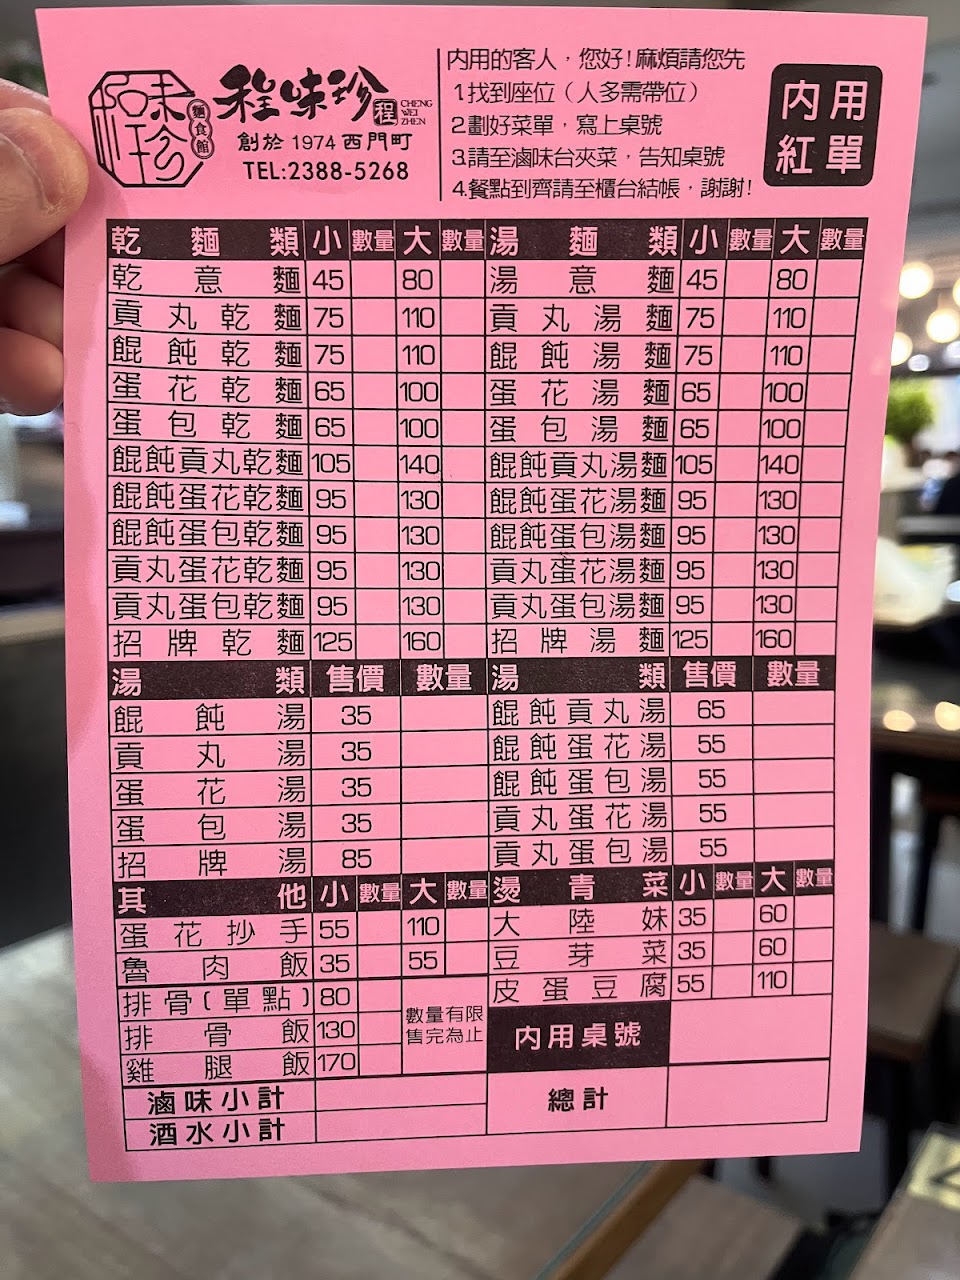 味珍
麵食館
程味珍
程
CHENG
WEI
ZHEN
創於 1974 西門町
TEL:2388-5268
內用的客人，您好!麻煩請您先
1.找到座位（人多需帶位）
2.劃好菜單，寫上桌號
3.請至滷味台夾菜，告知桌號
4.餐點到齊請至櫃台結帳，謝謝!
內用
紅單
乾麵類 小 數量 大 數量 湯麵類 小 數量 大 數量
乾意麵 45 80 湯意麵 45 80
貢丸乾麵 75 110 貢丸湯麵 75 110
餛飩乾麵 75 110 餛飩湯麵 75 110
蛋花乾麵 65 100 蛋花湯麵 65 100
蛋包乾麵 65 100 蛋包湯麵 65 100
餛飩貢丸乾麵 105 140 餛飩貢丸湯麵 105 140
餛飩蛋花乾麵 95 130 餛飩蛋花湯麵 95 130
餛飩蛋包乾麵 95 130 餛飩蛋包湯麵 95 130
貢丸蛋花乾麵 95 130 貢丸蛋花湯麵 95 130
貢丸蛋包乾麵 95 130 貢丸蛋包湯麵 95 130
招牌乾麵 125 160 招牌湯麵 125 160
湯類 售價 數量 湯類 售價 數量
餛飩湯 35 餛飩貢丸湯 65
貢丸湯 35 餛飩蛋花湯 55
蛋花湯 35 餛飩蛋包湯 55
蛋包湯 35 貢丸蛋花湯 55
招牌湯 85 貢丸蛋包湯 55
其他 小 數量 大 數量 燙青菜 小 數量 大 數量
蛋花抄手 55 110 大陸妹 35 60
魯肉飯 35 55 豆芽菜 35 60
排骨(單點) 80 皮蛋豆腐 55 110
排骨飯 130 數量有限
售完為止 內用桌號
雞腿飯 170
滷味小計 總計
酒水小計